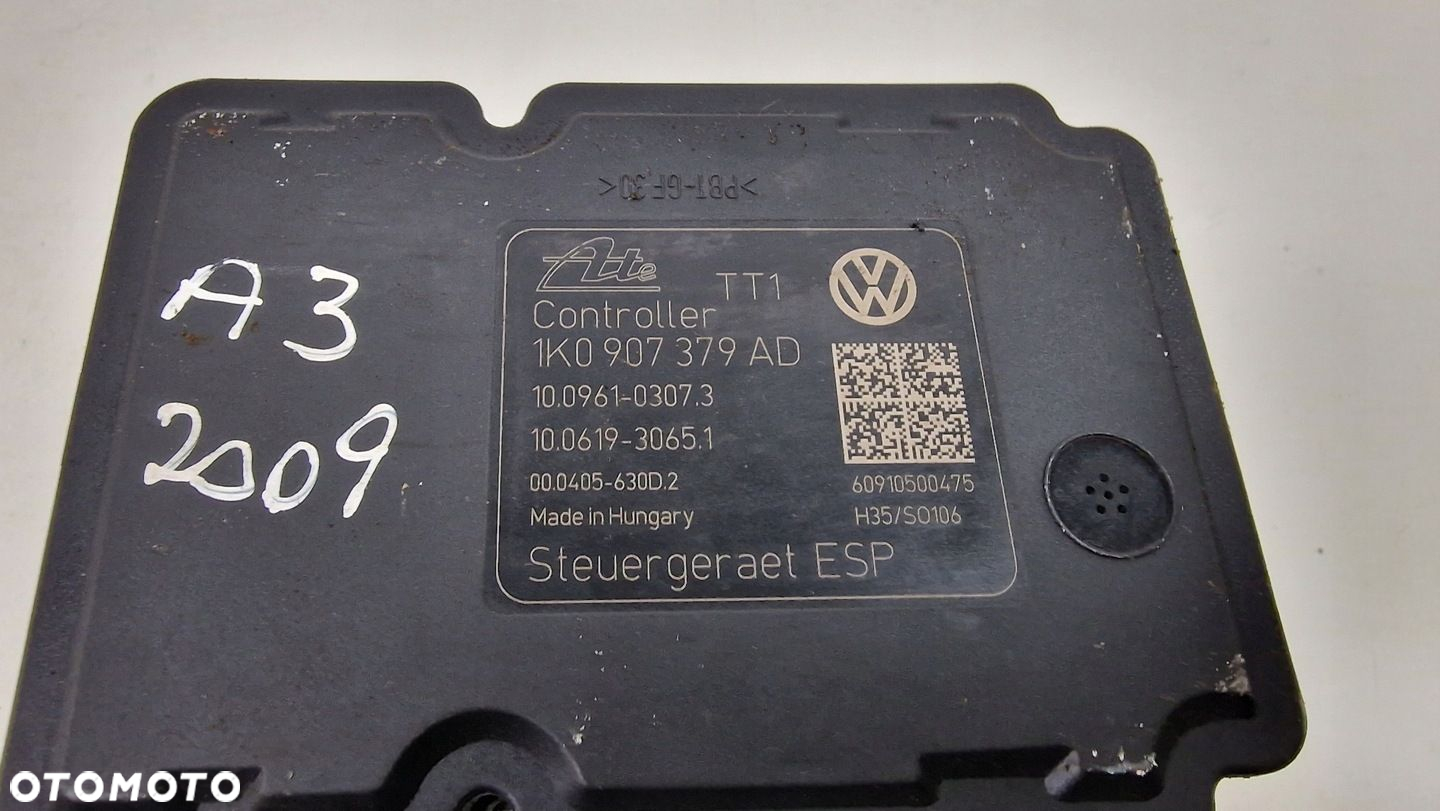 >PBT-GF30<
Ate
TT1
Controller
1K0 907 379 AD
10.0961-0307.3
10.0619-3065.1
00.0405-630D.2
60910500475
Made in Hungary
H35/SO106
Steuergeraet ESP
A3
2009
OTOMOTO